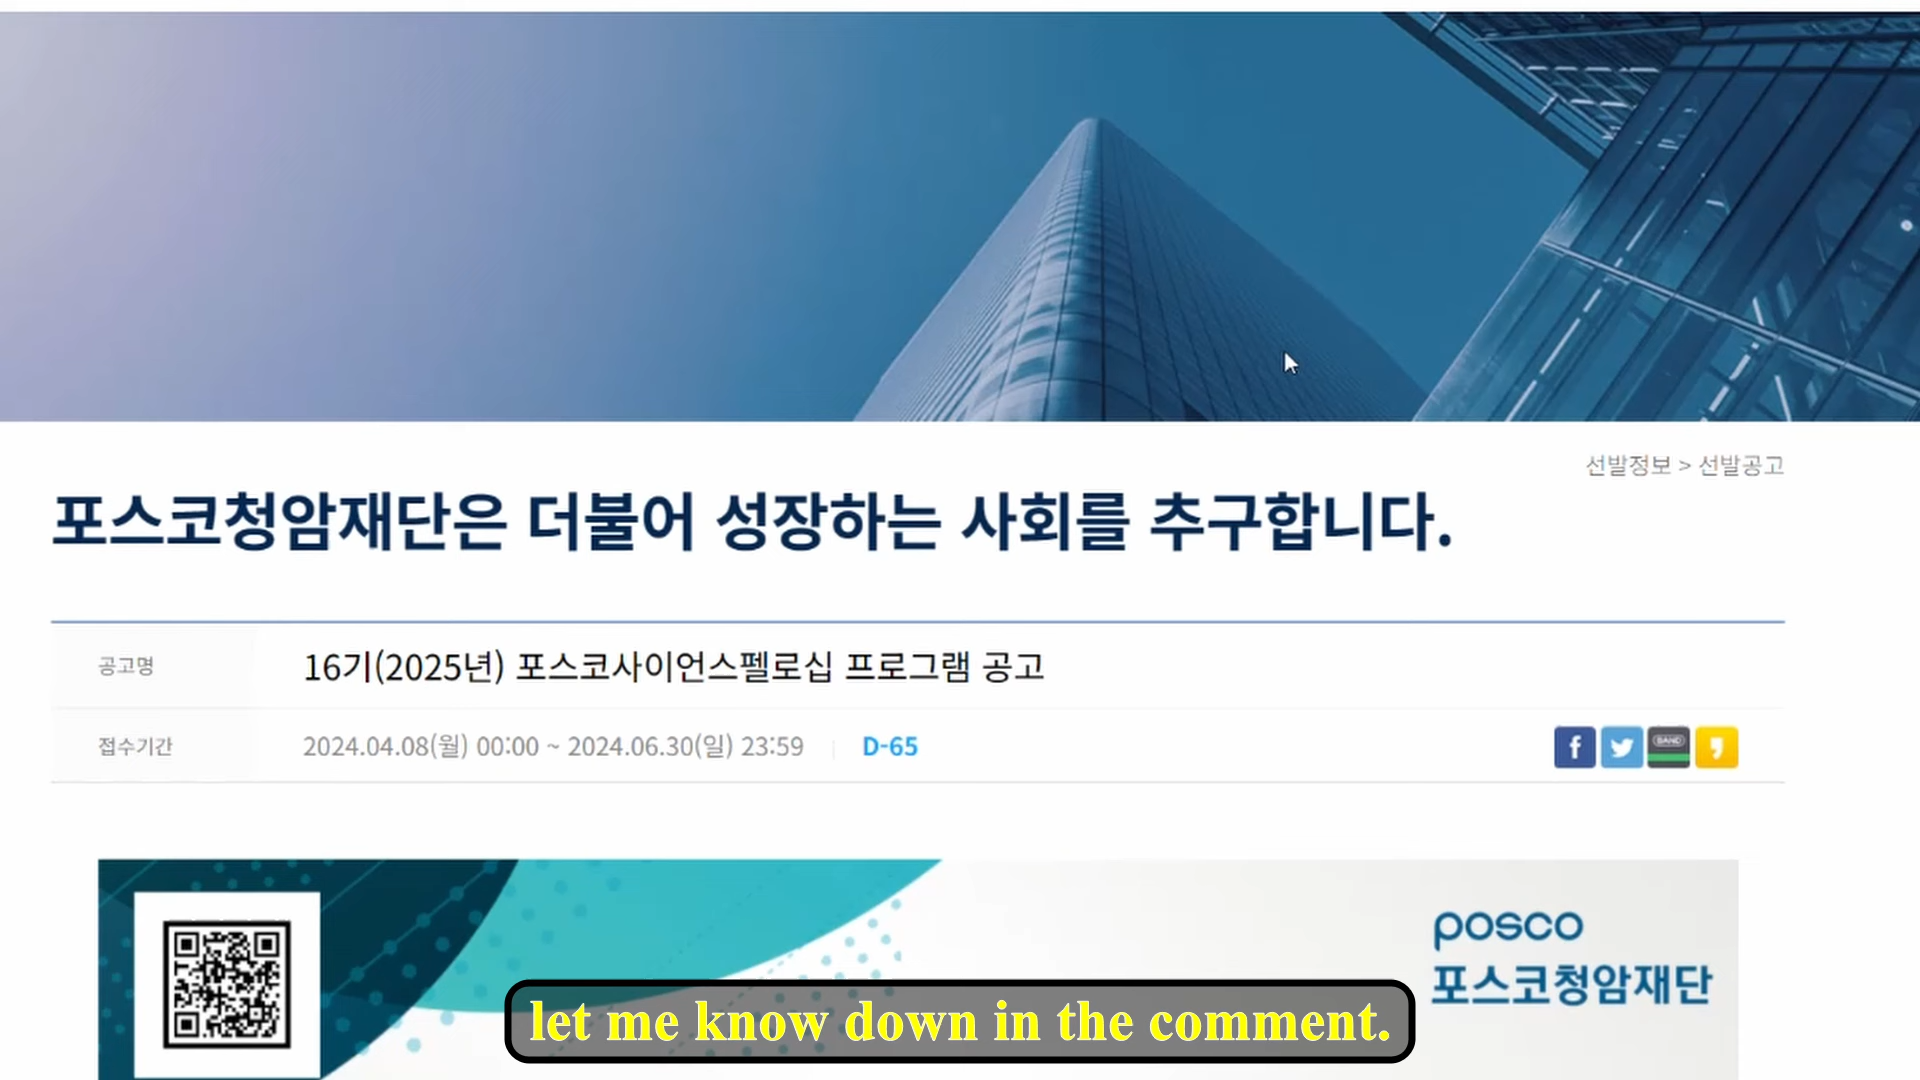 선발정보 > 선발공고
포스코청암재단은 더불어 성장하는 사회를 추구합니다.
공고명 16기(2025년) 포스코사이언스펠로십 프로그램 공고
접수기간 2024.04.08(월) 00:00 ~ 2024.06.30(일) 23:59 D-65
BAND
posco
포스코청암재단
let me know down in the comment.